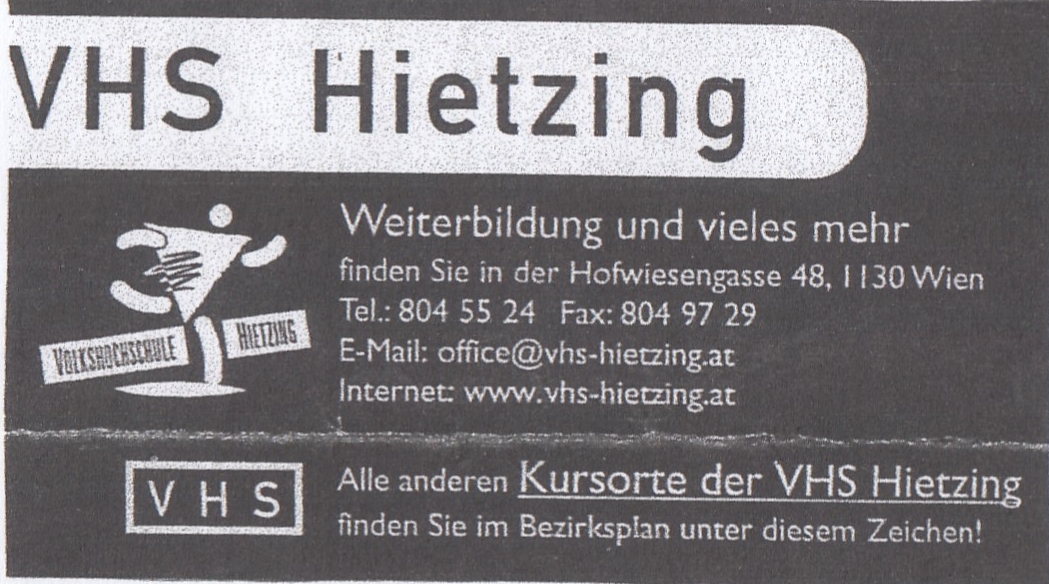 VHS Hietzing
Weiterbildung und vieles mehr
finden Sie in der Hofwiesengasse 48, 1130 Wien
Tel.: 804 55 24 Fax: 804 97 29
E-Mail: office@vhs-hietzing.at
Internet: www.vhs-hietzing.at
VOLKSHOCHSCHULE HIETZING
VHS
Alle anderen Kursorte der VHS Hietzing
finden Sie im Bezirksplan unter diesem Zeichen!